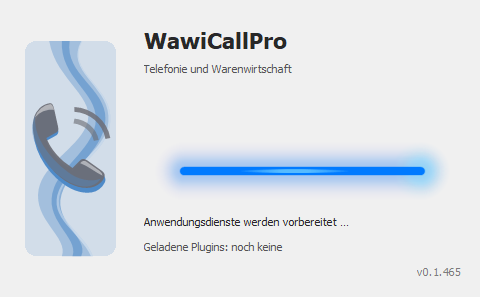 WawiCallPro
Telefonie und Warenwirtschaft
Anwendungsdienste werden vorbereitet ...
Geladene Plugins: noch keine
v0.1.465